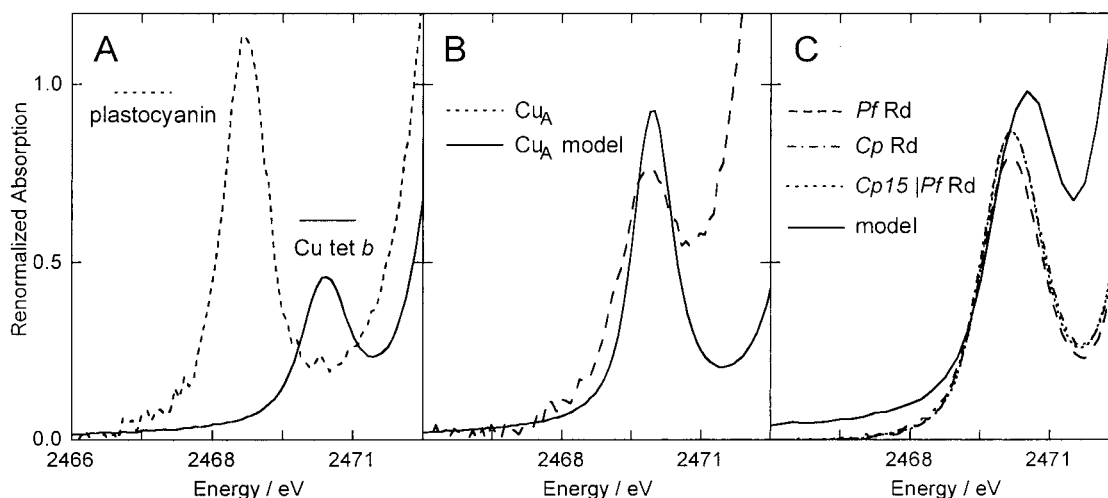 A
B
C
1.0
0.5
0.0
Renormalized Absorption
plastocyanin
Cu tet b
CuA
CuA model
Pf Rd
Cp Rd
Cp15 |Pf Rd
model
2466
2468
2471
2468
2471
2468
2471
Energy / eV
Energy / eV
Energy / eV